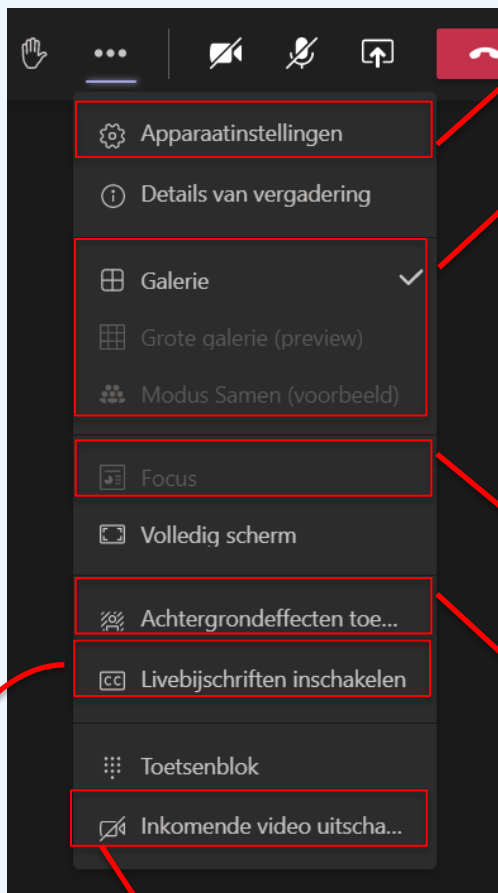 Apparaatinstellingen
Details van vergadering
Galerie
Grote galerie (preview)
Modus Samen (voorbeeld)
Focus
Volledig scherm
Achtergrondeffecten toe...
CC Livebijschriften inschakelen
Toetsenblok
Inkomende video uitscha...